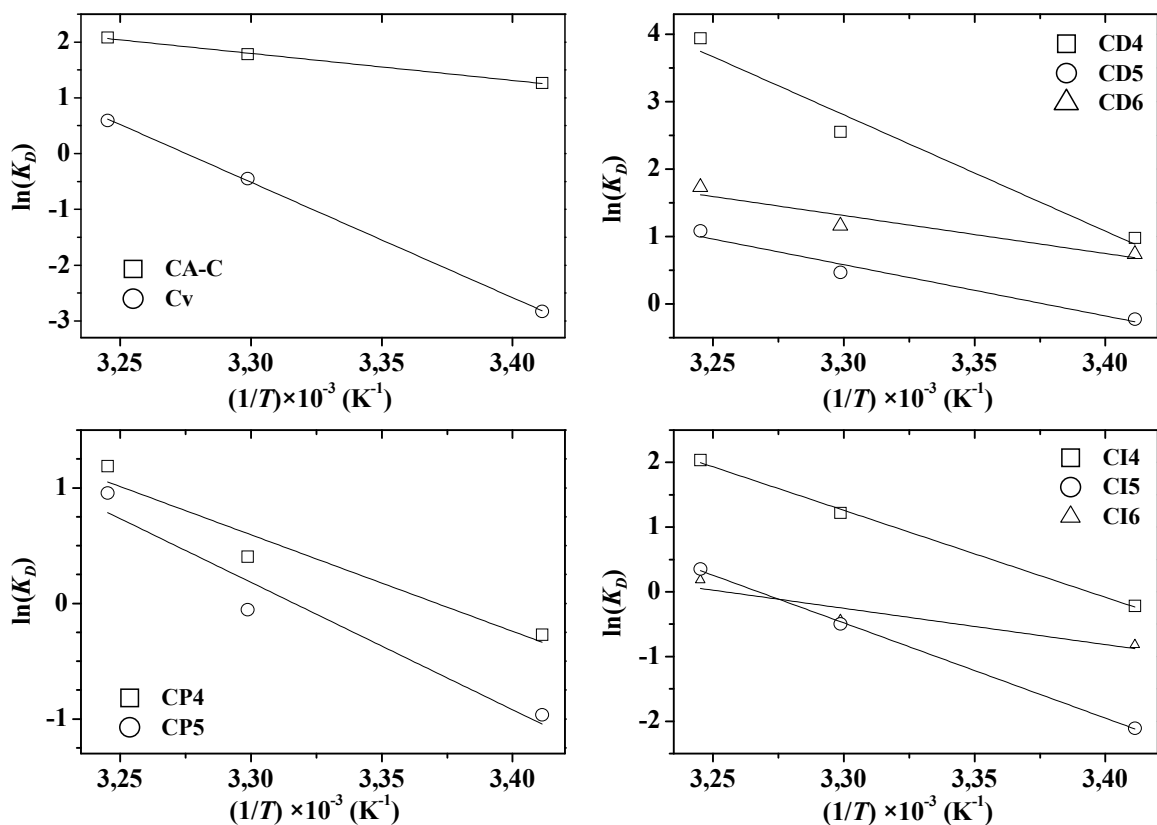 2
1
0
-1
-2
-3
ln(K_D)
CA-C
Cv
3,25 3,30 3,35 3,40
(1/T)×10⁻³ (K⁻¹)
4
3
2
1
0
ln(K_D)
CD4
CD5
CD6
3,25 3,30 3,35 3,40
(1/T) ×10⁻³ (K⁻¹)
1
0
-1
ln(K_D)
CP4
CP5
3,25 3,30 3,35 3,40
(1/T) ×10⁻³ (K⁻¹)
2
1
0
-1
-2
ln(K_D)
CI4
CI5
CI6
3,25 3,30 3,35 3,40
(1/T) ×10⁻³ (K⁻¹)